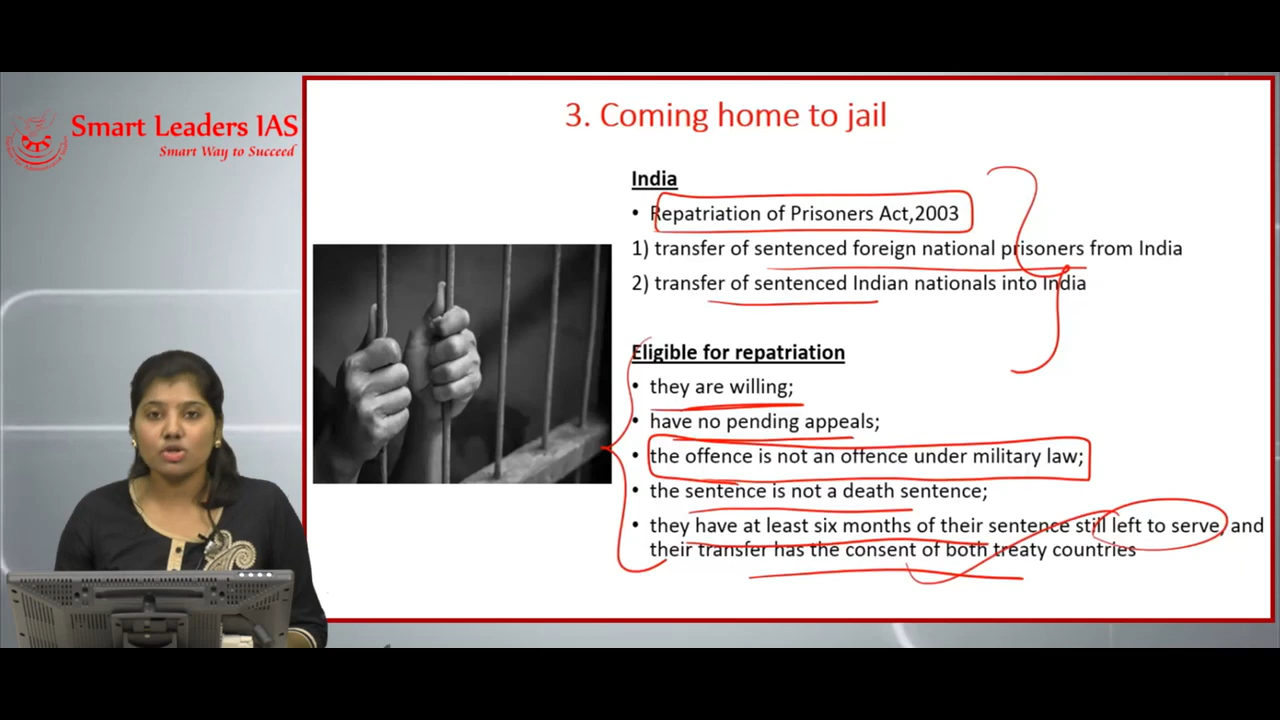 Smart Leaders IAS
Smart Way to Succeed
3. Coming home to jail
India
• Repatriation of Prisoners Act,2003
1) transfer of sentenced foreign national prisoners from India
2) transfer of sentenced Indian nationals into India
Eligible for repatriation
• they are willing;
• have no pending appeals;
• the offence is not an offence under military law;
• the sentence is not a death sentence;
• they have at least six months of their sentence still left to serve, and
their transfer has the consent of both treaty countries